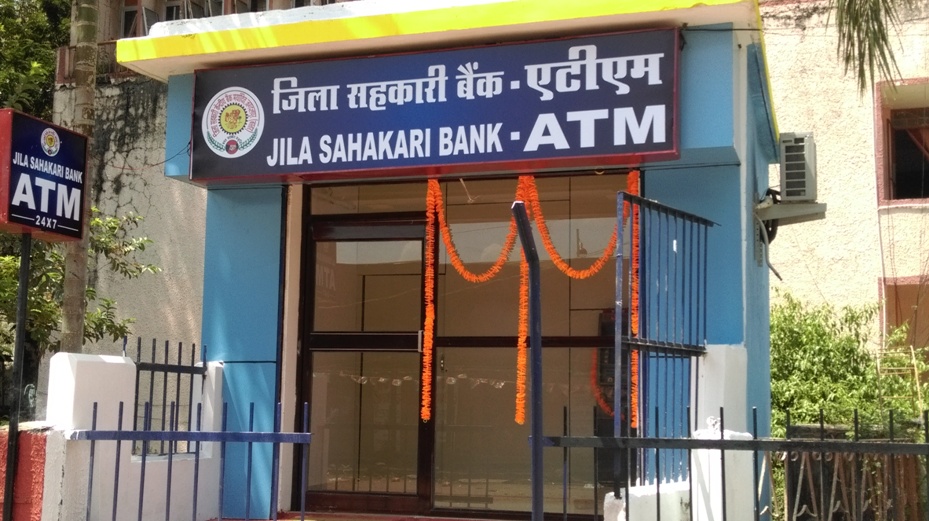 जिला सहकारी बैंक - एटीएम
JILA SAHAKARI BANK - ATM
JILA SAHAKARI BANK
ATM
24X7